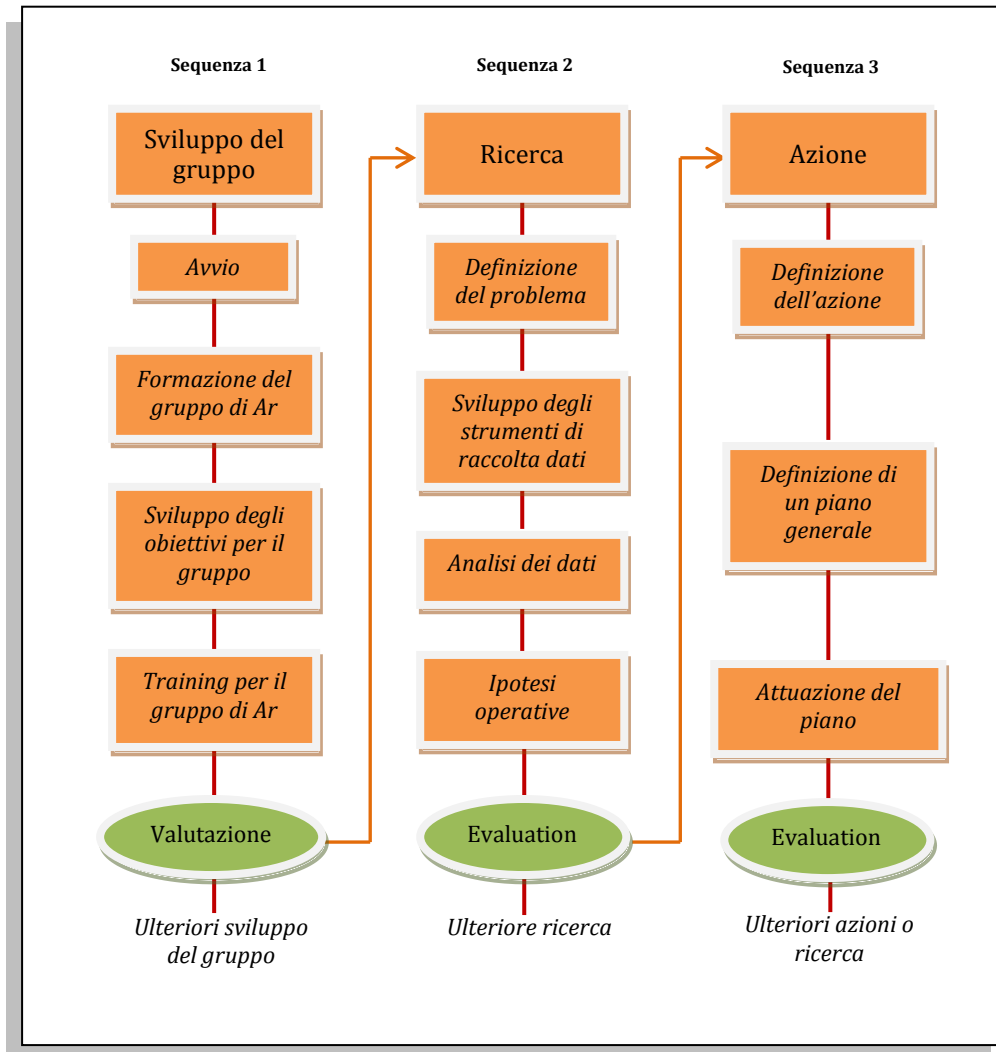 Sequenza 1
Sviluppo del
gruppo
Avvio
Formazione del
gruppo di Ar
Sviluppo degli
obiettivi per il
gruppo
Training per il
gruppo di Ar
Valutazione
Ulteriori sviluppo
del gruppo
Sequenza 2
Ricerca
Definizione
del problema
Sviluppo degli
strumenti di
raccolta dati
Analisi dei dati
Ipotesi
operative
Evaluation
Ulteriore ricerca
Sequenza 3
Azione
Definizione
dell’azione
Definizione di
un piano
generale
Attuazione del
piano
Evaluation
Ulteriori azioni o
ricerca